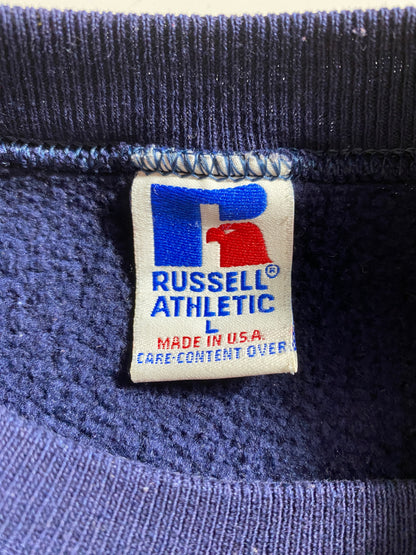 RUSSELL®
ATHLETIC
L
MADE IN U.S.A.
CARE-CONTENT OVER